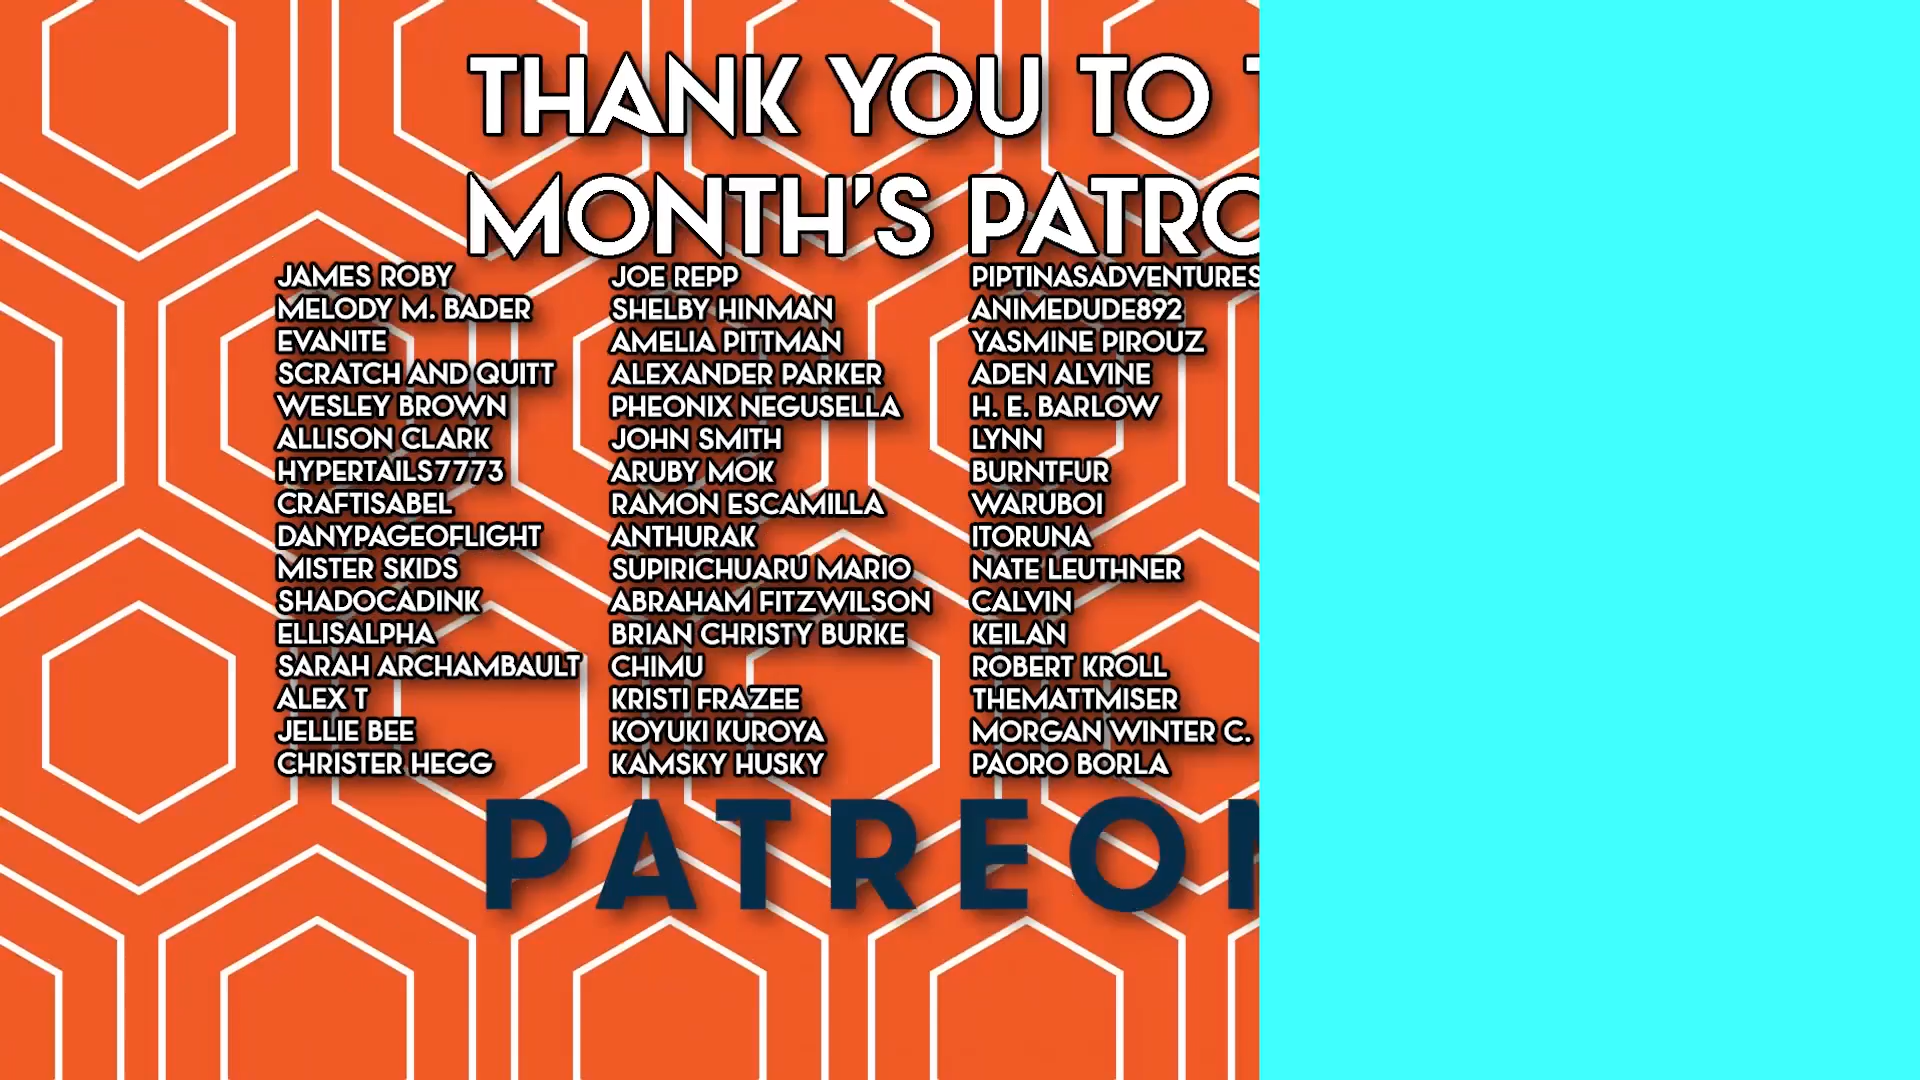 THANK YOU TO
MONTH'S PATRO
JAMES ROBY
MELODY M. BADER
EVANITE
SCRATCH AND QUITT
WESLEY BROWN
ALLISON CLARK
HYPERTAILS7773
CRAFTISABEL
DANYPAGEOFLIGHT
MISTER SKIDS
SHADOCADINK
ELLISALPHA
SARAH ARCHAMBAULT
ALEX T
JELLIE BEE
CHRISTER HEGG
JOE REPP
SHELBY HINMAN
AMELIA PITTMAN
ALEXANDER PARKER
PHEONIX NEGUSELLA
JOHN SMITH
ARUBY MOK
RAMON ESCAMILLA
ANTHURAK
SUPIRICHUARU MARIO
ABRAHAM FITZWILSON
BRIAN CHRISTY BURKE
CHIMU
KRISTI FRAZEE
KOYUKI KUROYA
KAMSKY HUSKY
PIPTINASADVENTURES
ANIMEDUDE892
YASMINE PIROUZ
ADEN ALVINE
H. E. BARLOW
LYNN
BURNTFUR
WARUBOI
ITORUNA
NATE LEUTHNER
CALVIN
KEILAN
ROBERT KROLL
THEMATTMISER
MORGAN WINTER C.
PAORO BORLA
PATREO